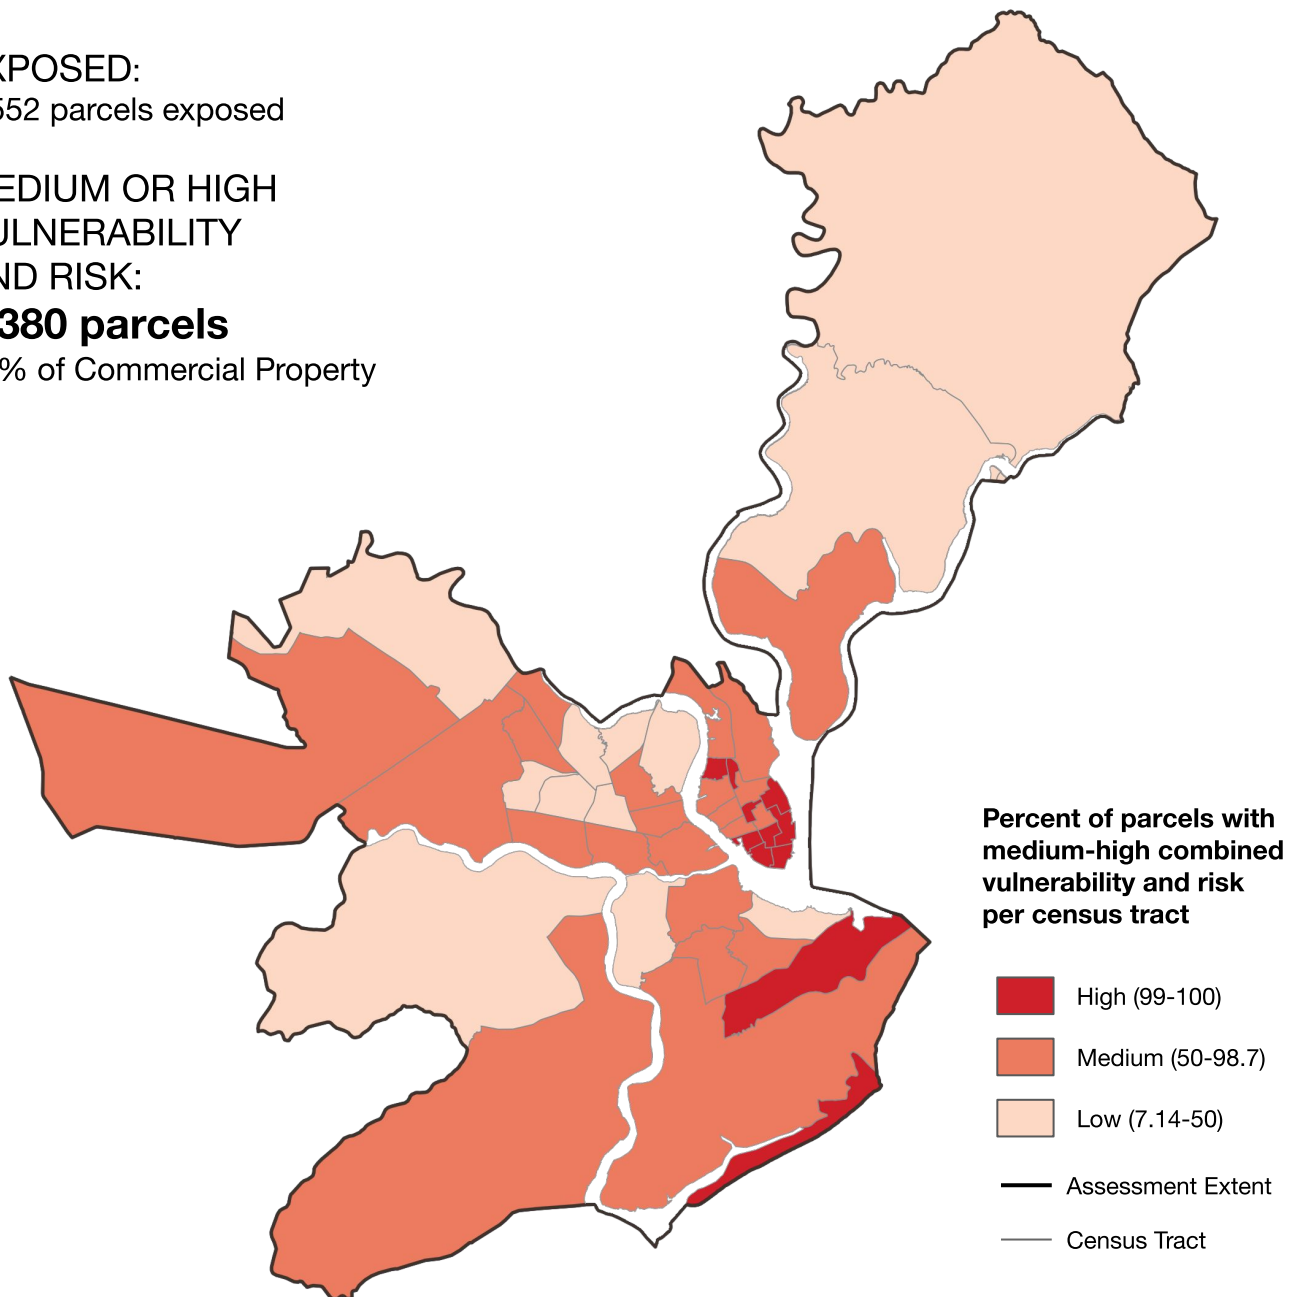 XPOSED:
552 parcels exposed
EDIUM OR HIGH
ULNERABILITY
ND RISK:
380 parcels
% of Commercial Property
Percent of parcels with
medium-high combined
vulnerability and risk
per census tract
High (99-100)
Medium (50-98.7)
Low (7.14-50)
Assessment Extent
Census Tract